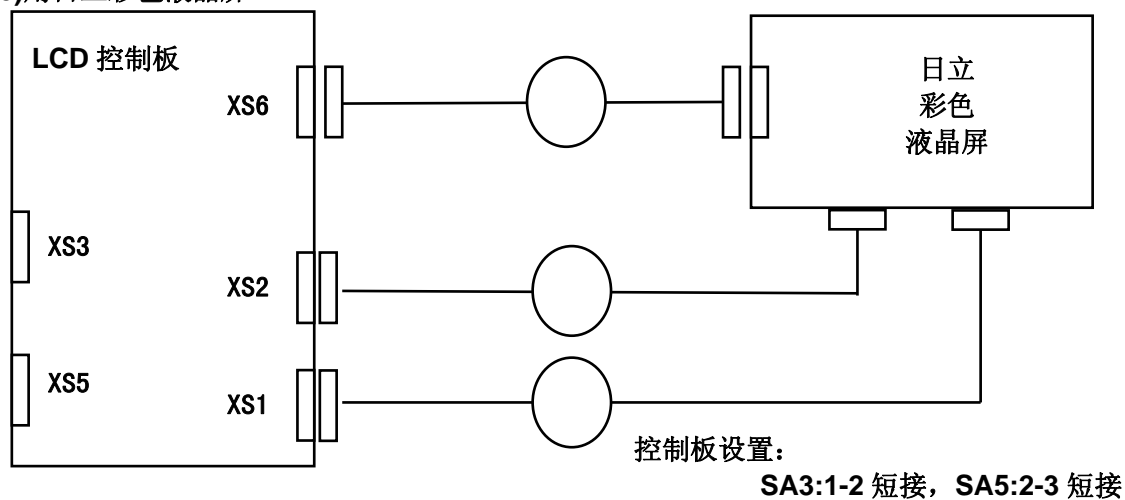 LCD 控制板
XS6
日立
彩色
液晶屏
XS3
XS2
XS5
XS1
控制板设置：
SA3:1-2 短接，SA5:2-3 短接